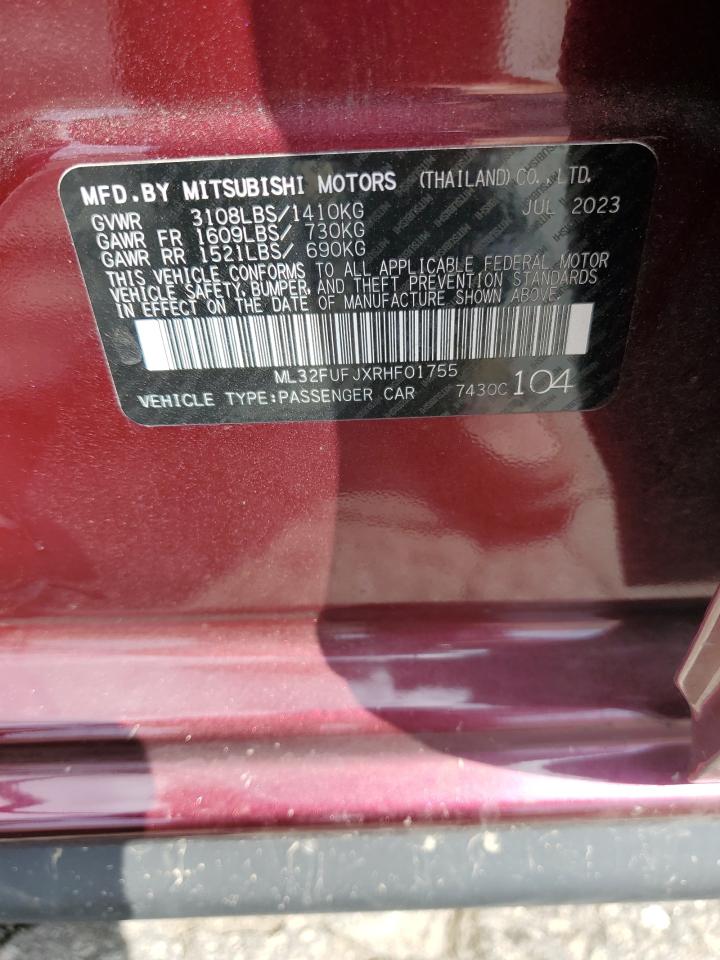 MFD.BY MITSUBISHI MOTORS (THAILAND)CO.,LTD.
GVWR 3108LBS/1410KG JUL 2023
GAWR FR 1609LBS/ 730KG
GAWR RR 1521LBS/ 690KG
THIS VEHICLE CONFORMS TO ALL APPLICABLE FEDERAL MOTOR
VEHICLE SAFETY,BUMPER,AND THEFT PREVENTION STANDARDS
IN EFFECT ON THE DATE OF MANUFACTURE SHOWN ABOVE.
ML32FUFJXRHF01755
VEHICLE TYPE:PASSENGER CAR 7430C 104